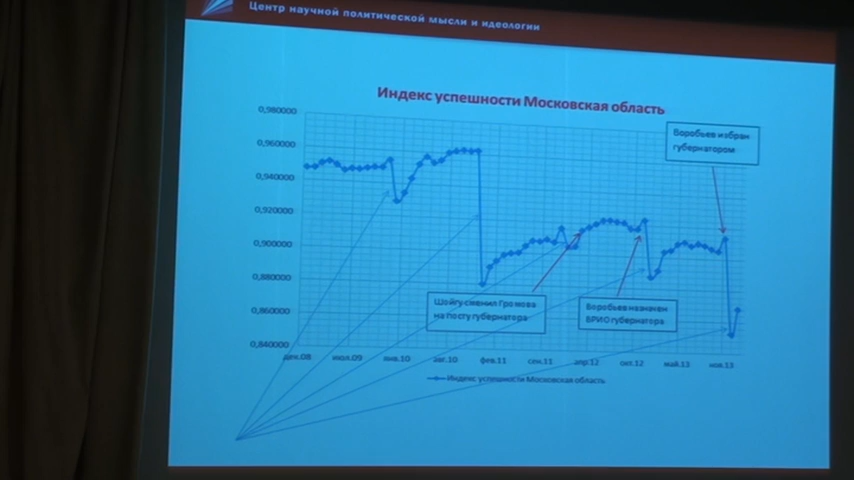 Центр научной политической мысли и идеологии
Индекс успешности Московская область
0,980000
0,960000
0,940000
0,920000
0,900000
0,880000
0,860000
0,840000
Воробьев избран
губернатором
Шойгу сменил Громова
на посту губернатора
Воробьев назначен
ВРИО губернатора
дек.08 июл.09 янв.10 авг.10 фев.11 сен.11 апр.12 окт.12 май.13 ноя.13
Индекс успешности Московская область